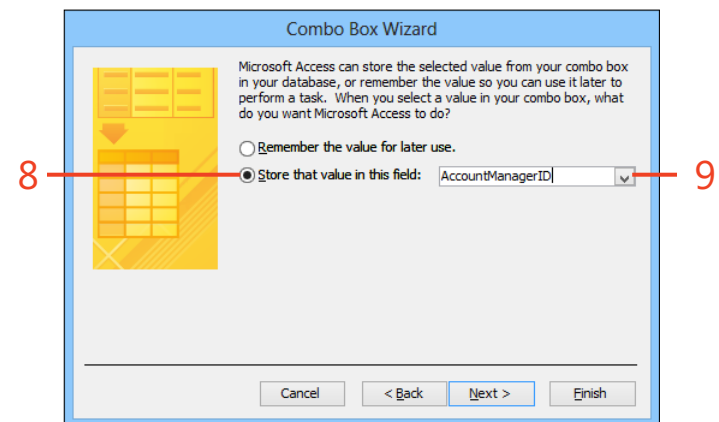 Combo Box Wizard
Microsoft Access can store the selected value from your combo box
in your database, or remember the value so you can use it later to
perform a task.  When you select a value in your combo box, what
do you want Microsoft Access to do?
Remember the value for later use.
8 Store that value in this field: AccountManagerID 9
Cancel < Back Next > Finish